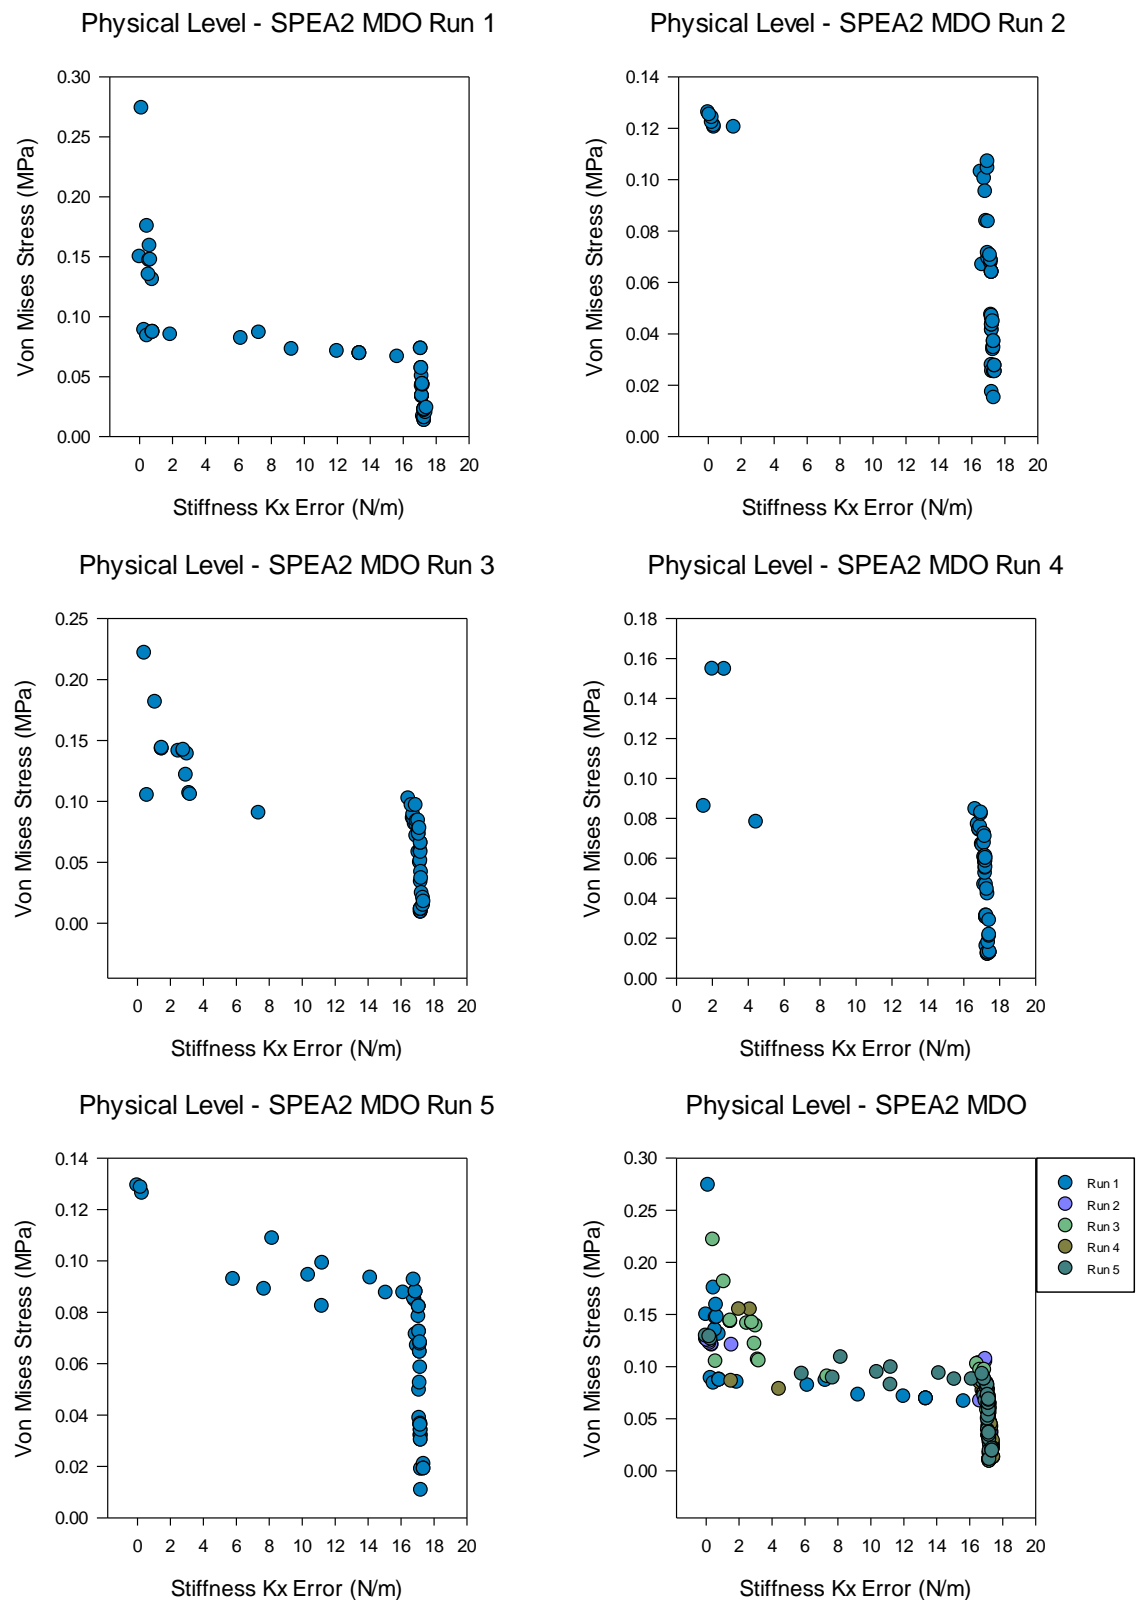 Physical Level - SPEA2 MDO Run 1
Von Mises Stress (MPa)
0.30
0.25
0.20
0.15
0.10
0.05
0.00
0 2 4 6 8 10 12 14 16 18 20
Stiffness Kx Error (N/m)
Physical Level - SPEA2 MDO Run 2
Von Mises Stress (MPa)
0.14
0.12
0.10
0.08
0.06
0.04
0.02
0.00
0 2 4 6 8 10 12 14 16 18 20
Stiffness Kx Error (N/m)
Physical Level - SPEA2 MDO Run 3
Von Mises Stress (MPa)
0.25
0.20
0.15
0.10
0.05
0.00
0 2 4 6 8 10 12 14 16 18 20
Stiffness Kx Error (N/m)
Physical Level - SPEA2 MDO Run 4
Von Mises Stress (MPa)
0.18
0.16
0.14
0.12
0.10
0.08
0.06
0.04
0.02
0.00
0 2 4 6 8 10 12 14 16 18 20
Stiffness Kx Error (N/m)
Physical Level - SPEA2 MDO Run 5
Von Mises Stress (MPa)
0.14
0.12
0.10
0.08
0.06
0.04
0.02
0.00
0 2 4 6 8 10 12 14 16 18 20
Stiffness Kx Error (N/m)
Physical Level - SPEA2 MDO
Von Mises Stress (MPa)
0.30
0.25
0.20
0.15
0.10
0.05
0.00
0 2 4 6 8 10 12 14 16 18 20
Stiffness Kx Error (N/m)
Run 1
Run 2
Run 3
Run 4
Run 5